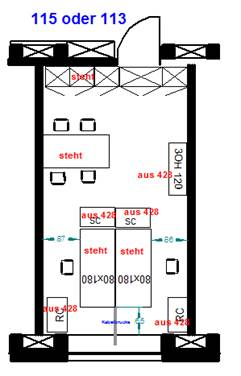 115 oder 113
steht
steht
3OH 120
aus 428
aus 428
aus 428
SC
SC
87
steht
steht
86
80x180
80x180
aus 428
RC
aus 428
RC